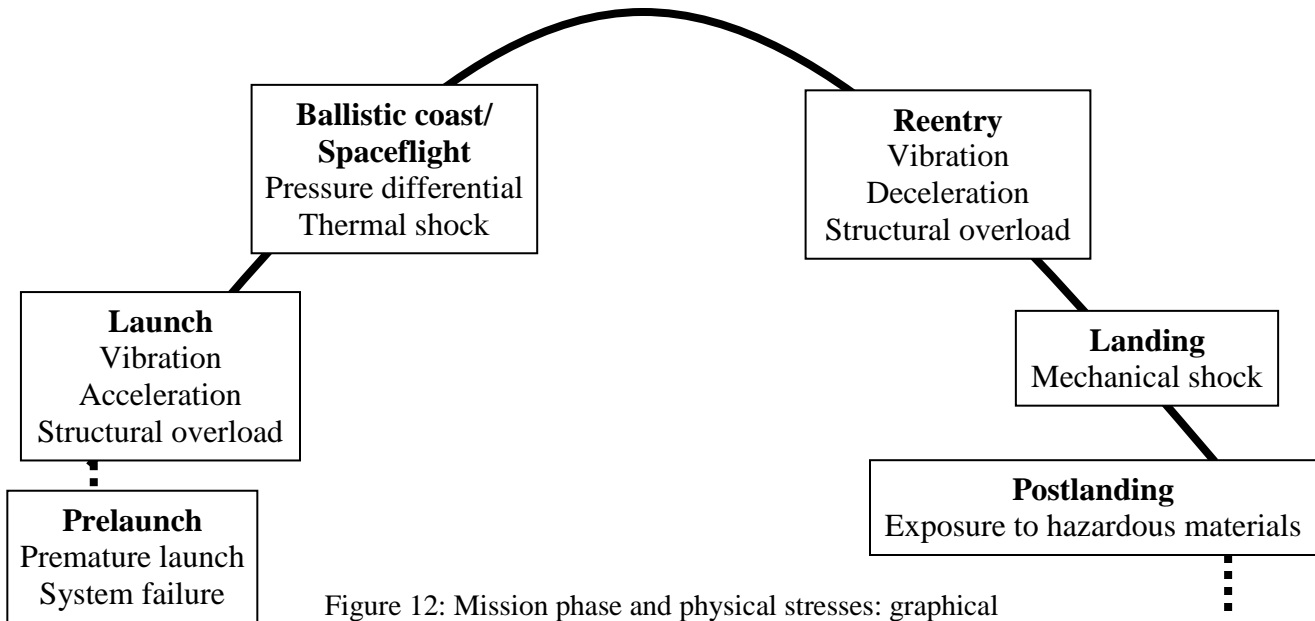 Ballistic coast/
Spaceflight
Pressure differential
Thermal shock
Reentry
Vibration
Deceleration
Structural overload
Launch
Vibration
Acceleration
Structural overload
Landing
Mechanical shock
Prelaunch
Premature launch
System failure
Postlanding
Exposure to hazardous materials
Figure 12: Mission phase and physical stresses: graphical